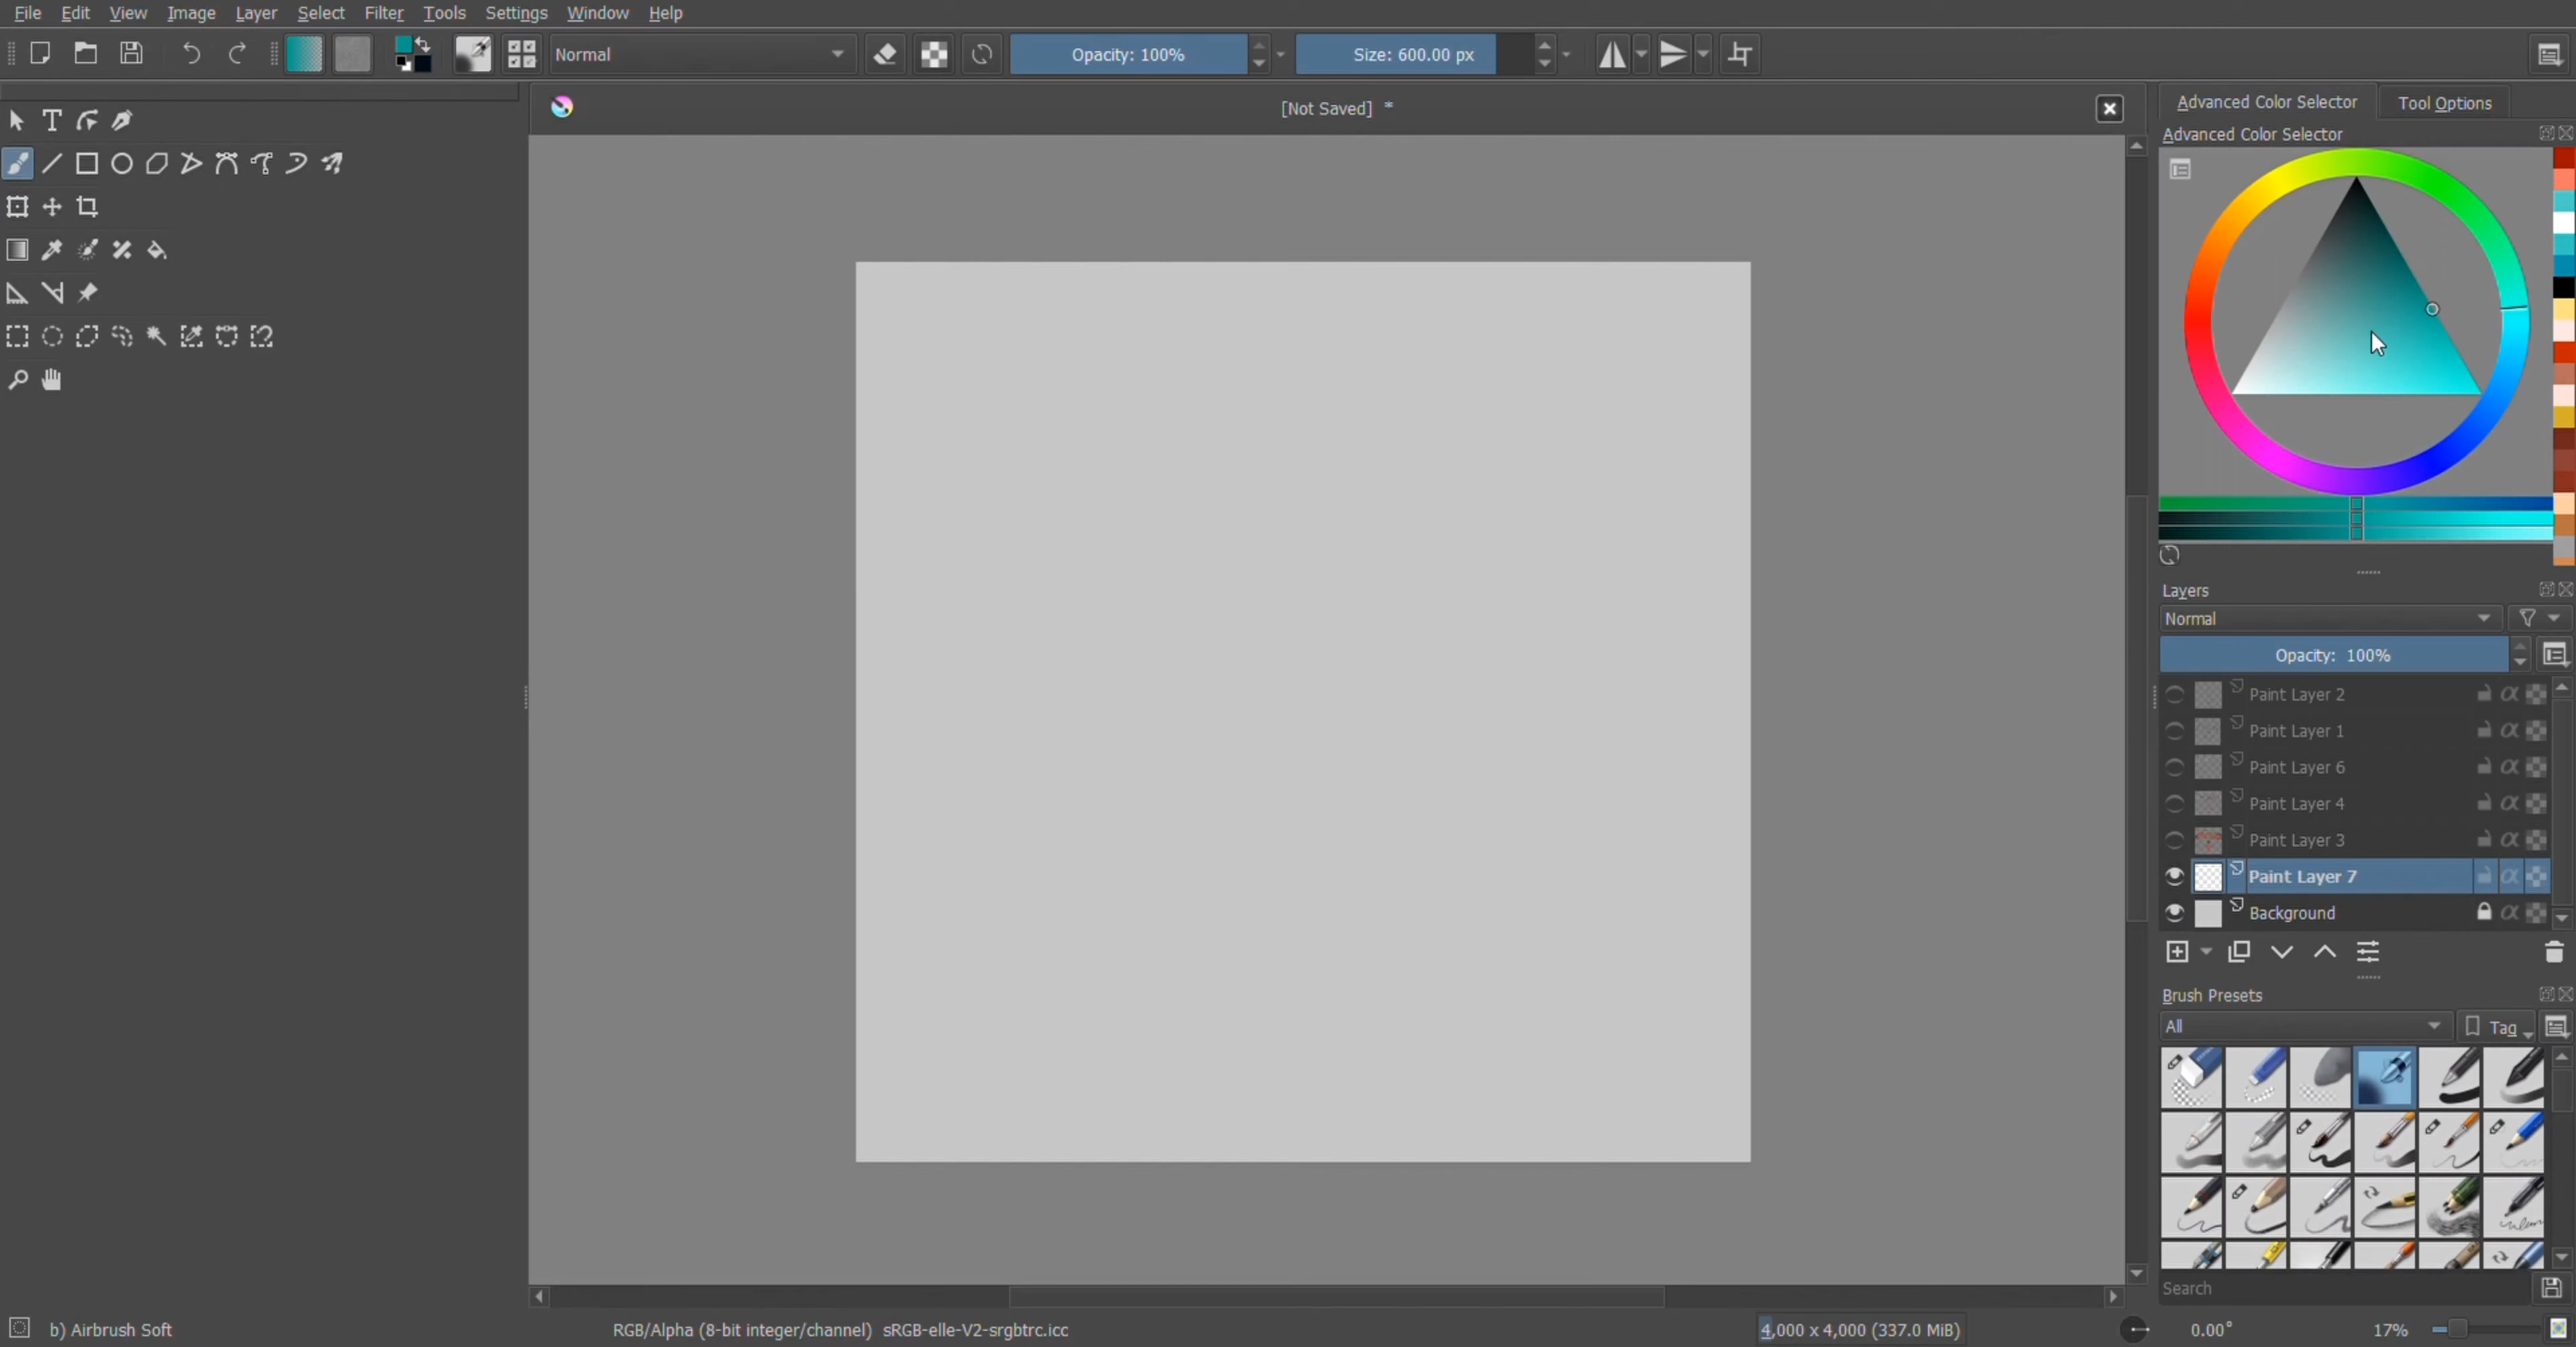 File Edit View Image Layer Select Filter Tools Settings Window Help
Normal Opacity: 100% Size: 600.00 px
[Not Saved] *
Advanced Color Selector Tool Options
Advanced Color Selector
Layers
Normal
Opacity: 100%
Paint Layer 2
Paint Layer 1
Paint Layer 6
Paint Layer 4
Paint Layer 3
Paint Layer 7
Background
Brush Presets
All Tag
Search
b) Airbrush Soft RGB/Alpha (8-bit integer/channel) sRGB-elle-V2-srgbtrc.icc 4,000 x 4,000 (337.0 MiB) 0.00° 17%